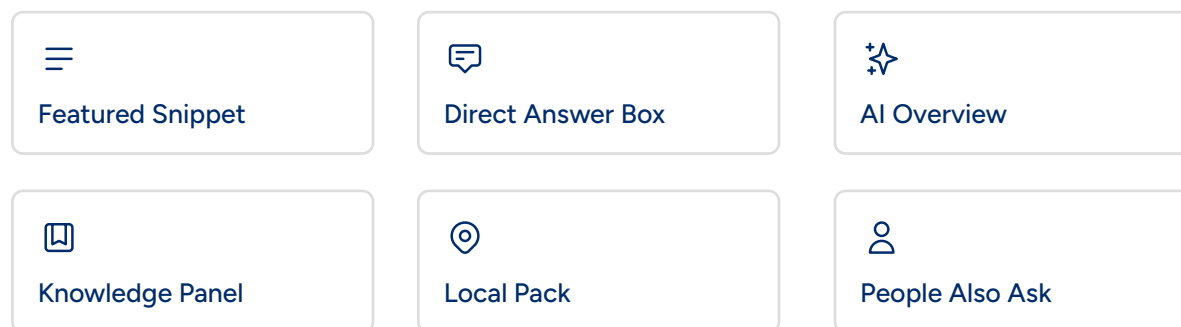 Featured Snippet
Direct Answer Box
AI Overview
Knowledge Panel
Local Pack
People Also Ask